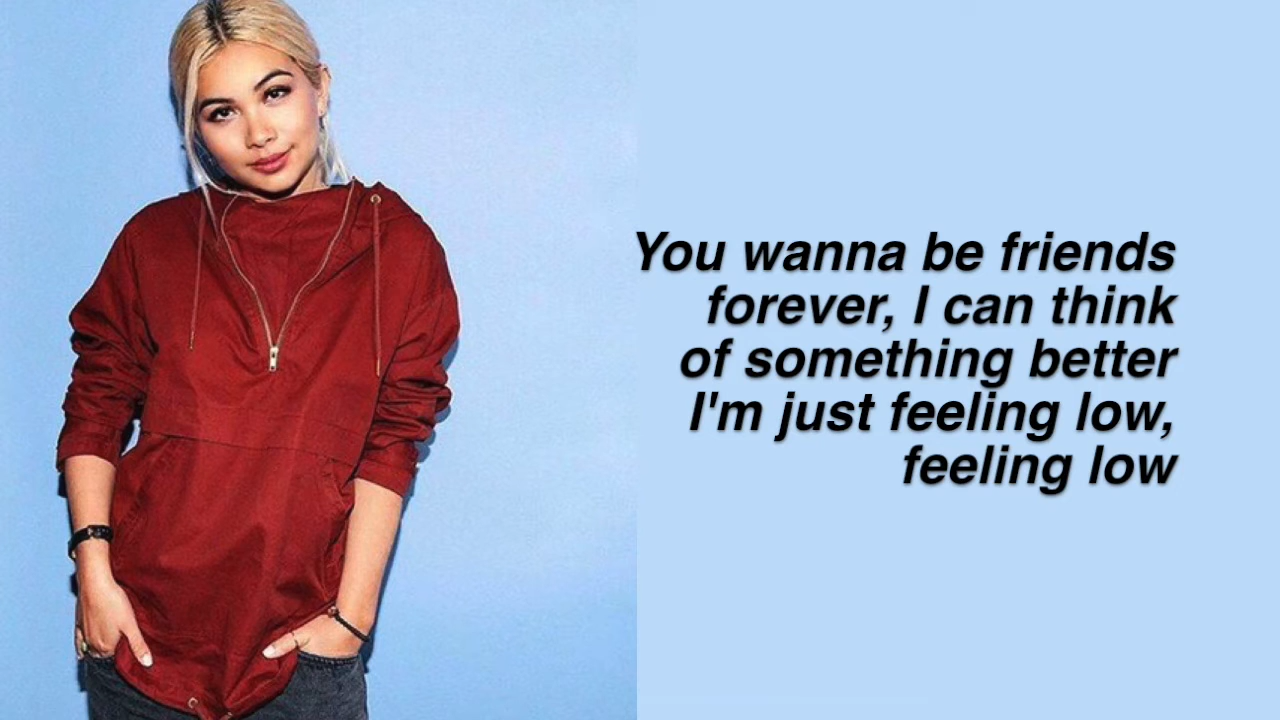 You wanna be friends
forever, I can think
of something better
I'm just feeling low,
feeling low